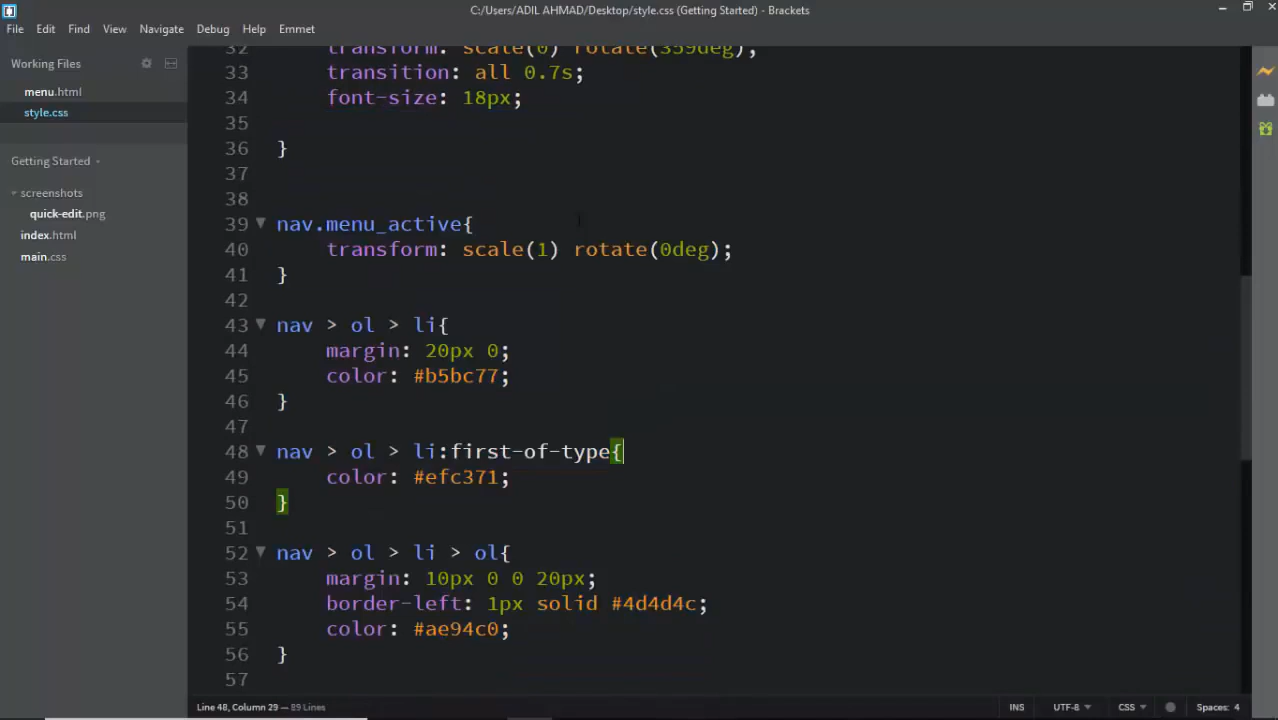 C:/Users/ADIL AHMAD/Desktop/style.css (Getting Started) - Brackets
File Edit Find View Navigate Debug Help Emmet
Working Files
menu.html
style.css
Getting Started
screenshots
quick-edit.png
index.html
main.css
32 transform: scale(0) rotate(359deg);
33 transition: all 0.7s;
34 font-size: 18px;
35
36 }
37
38
39 nav.menu_active{
40 transform: scale(1) rotate(0deg);
41 }
42
43 nav > ol > li{
44 margin: 20px 0;
45 color: #b5bc77;
46 }
47
48 nav > ol > li:first-of-type{
49 color: #efc371;
50 }
51
52 nav > ol > li > ol{
53 margin: 10px 0 0 20px;
54 border-left: 1px solid #4d4d4c;
55 color: #ae94c0;
56 }
57
Line 48, Column 29 — 89 Lines
INS UTF-8 CSS Spaces: 4